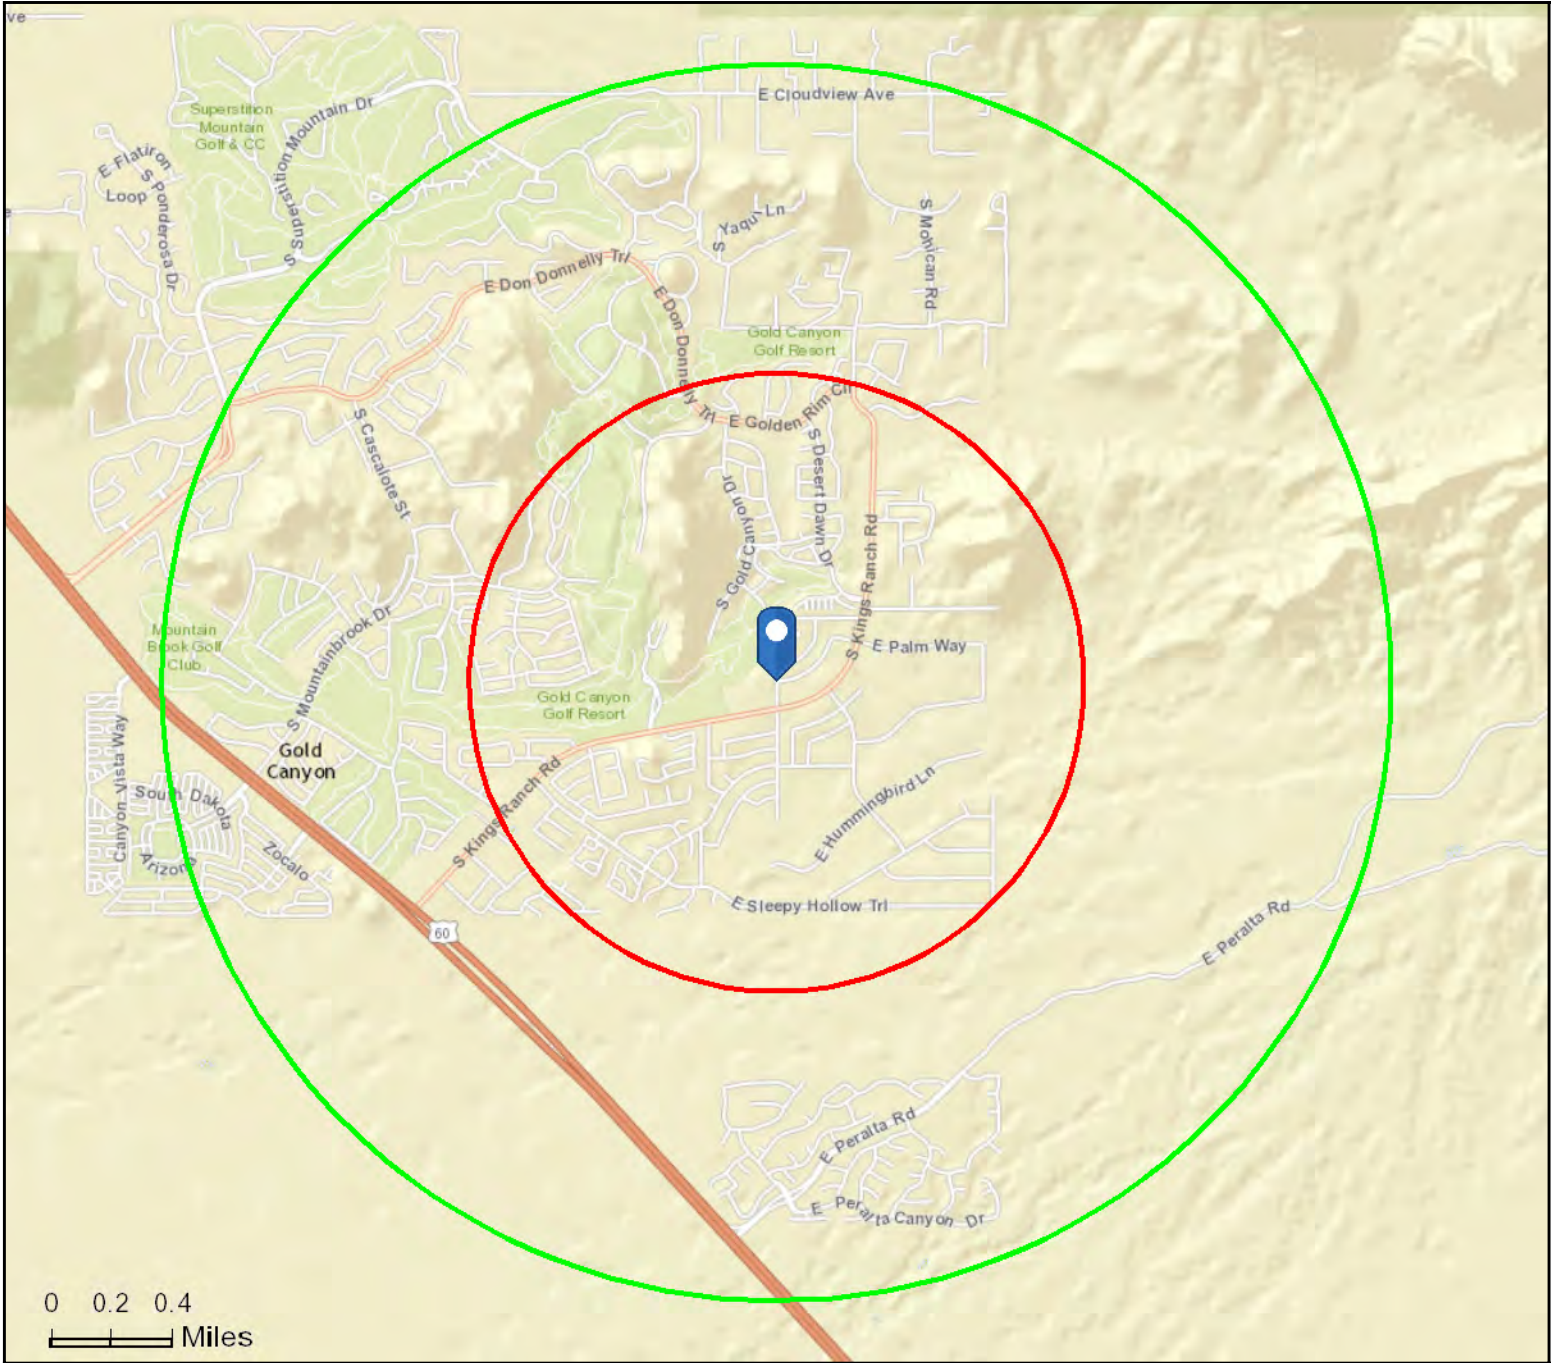 ve
E Cloudview Ave
Superstition
Mountain
Golf & CC
S Superstition Mountain Dr
E Flatiron
Loop
S Ponderosa Dr
S Yaqui Ln
S Mohican Rd
E Don Donnelly Trl
E Don Donnelly Trl
Gold Canyon
Golf Resort
E Golden Rim Cir
S Cascalote St
S Gold Canyon Dr
S Desert Dawn Dr
S Kings Ranch Rd
E Palm Way
Mountain
Brook Golf
Club
S Mountainbrook Dr
Gold Canyon
Golf Resort
Gold
Canyon
Canyon Vista Way
South Dakota
Arizona
Zocalo
S Kings Ranch Rd
E Hummingbird Ln
E Sleepy Hollow Trl
60
E Peralta Rd
E Peralta Rd
E Peralta Canyon Dr
0 0.2 0.4
Miles